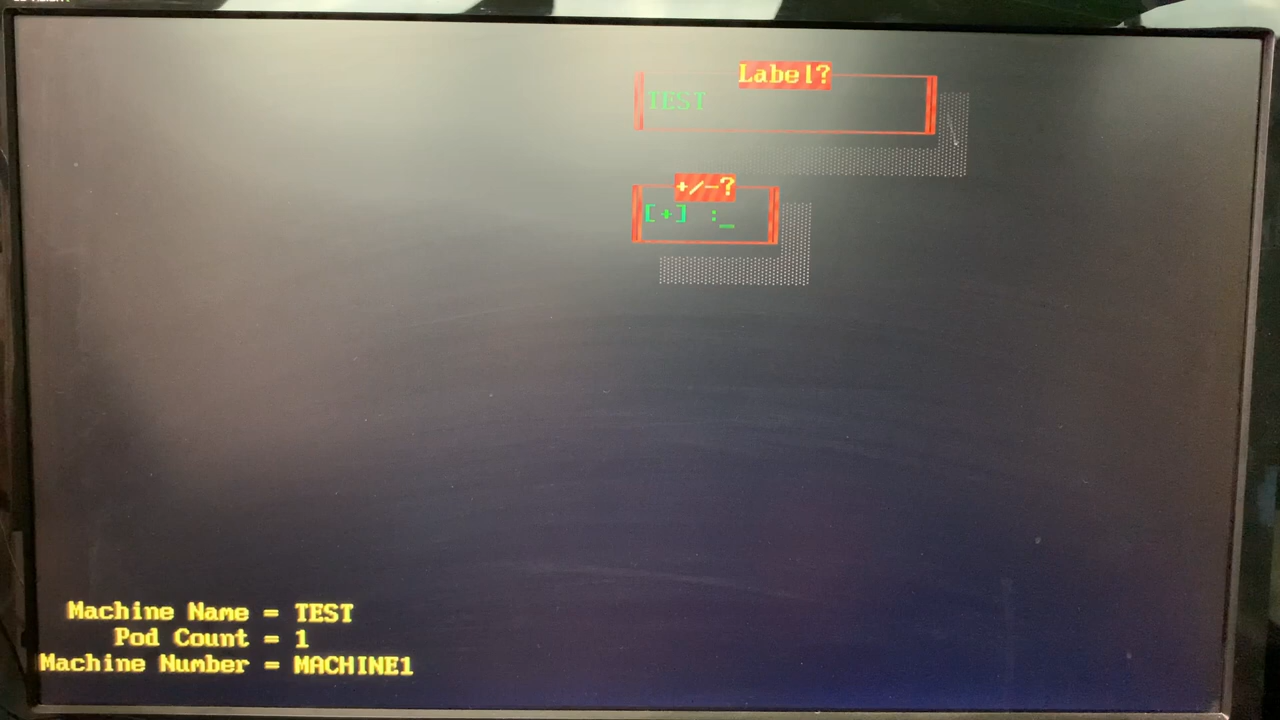 Label?
TEST
+/-?
[+] :_
Machine Name = TEST
Pod Count = 1
Machine Number = MACHINE1